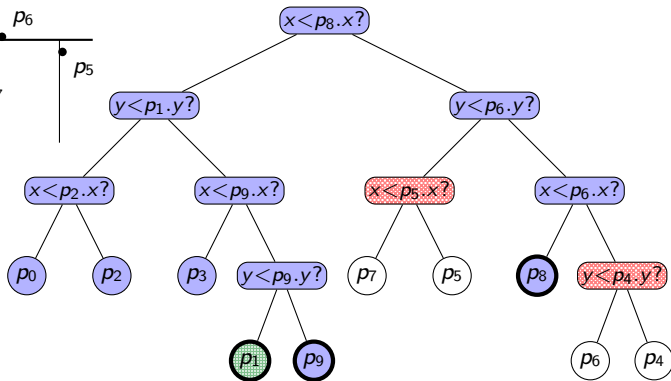 p₆
x<p₈.x?
p₅
y<p₁.y?
y<p₆.y?
x<p₂.x?
x<p₉.x?
x<p₅.x?
x<p₆.x?
p₀
p₂
p₃
y<p₉.y?
p₇
p₅
p₈
y<p₄.y?
p₁
p₉
p₆
p₄